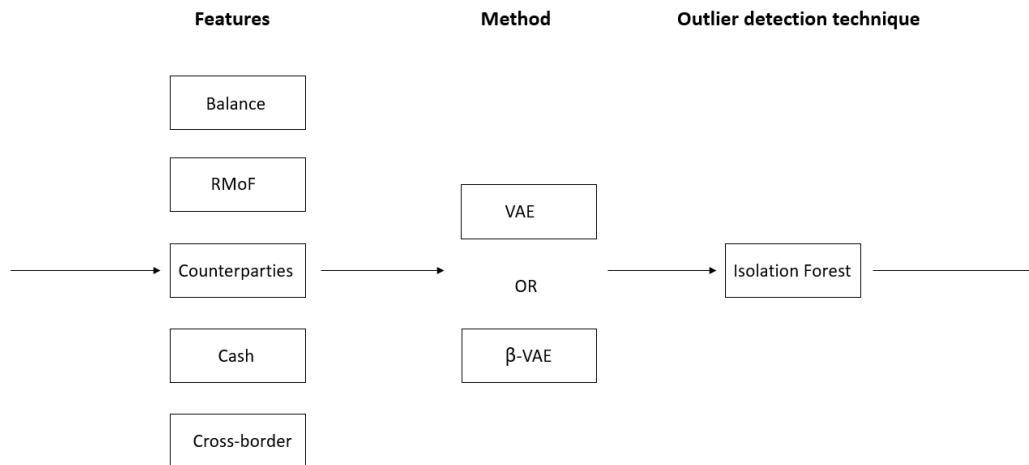 Features
Method
Outlier detection technique
Balance
RMoF
Counterparties
Cash
Cross-border
VAE
OR
β-VAE
Isolation Forest